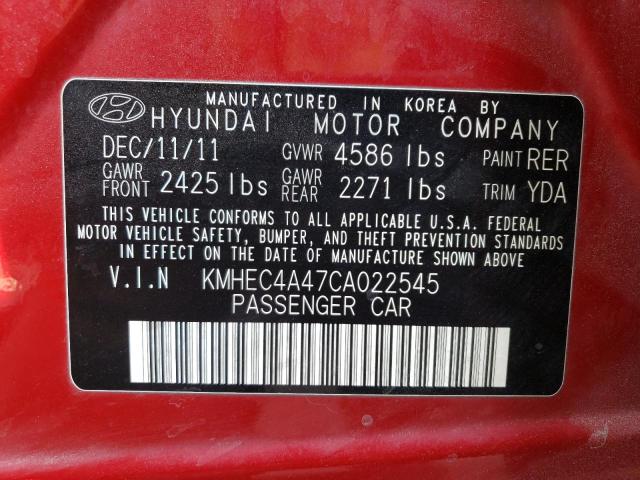 MANUFACTURED IN KOREA BY
HYUNDAI MOTOR COMPANY
DEC/11/11 GVWR 4586 lbs PAINT RER
GAWR FRONT 2425 lbs GAWR REAR 2271 lbs TRIM YDA
THIS VEHICLE CONFORMS TO ALL APPLICABLE U.S.A. FEDERAL
MOTOR VEHICLE SAFETY, BUMPER, AND THEFT PREVENTION STANDARDS
IN EFFECT ON THE DATE OF MANUFACTURE SHOWN ABOVE.
V.I.N KMHEC4A47CA022545
PASSENGER CAR